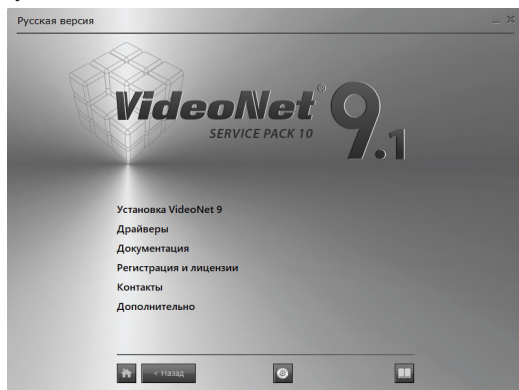 Русская версия
VideoNet® 9.1
SERVICE PACK 10
Установка VideoNet 9
Драйверы
Документация
Регистрация и лицензии
Контакты
Дополнительно
< Назад